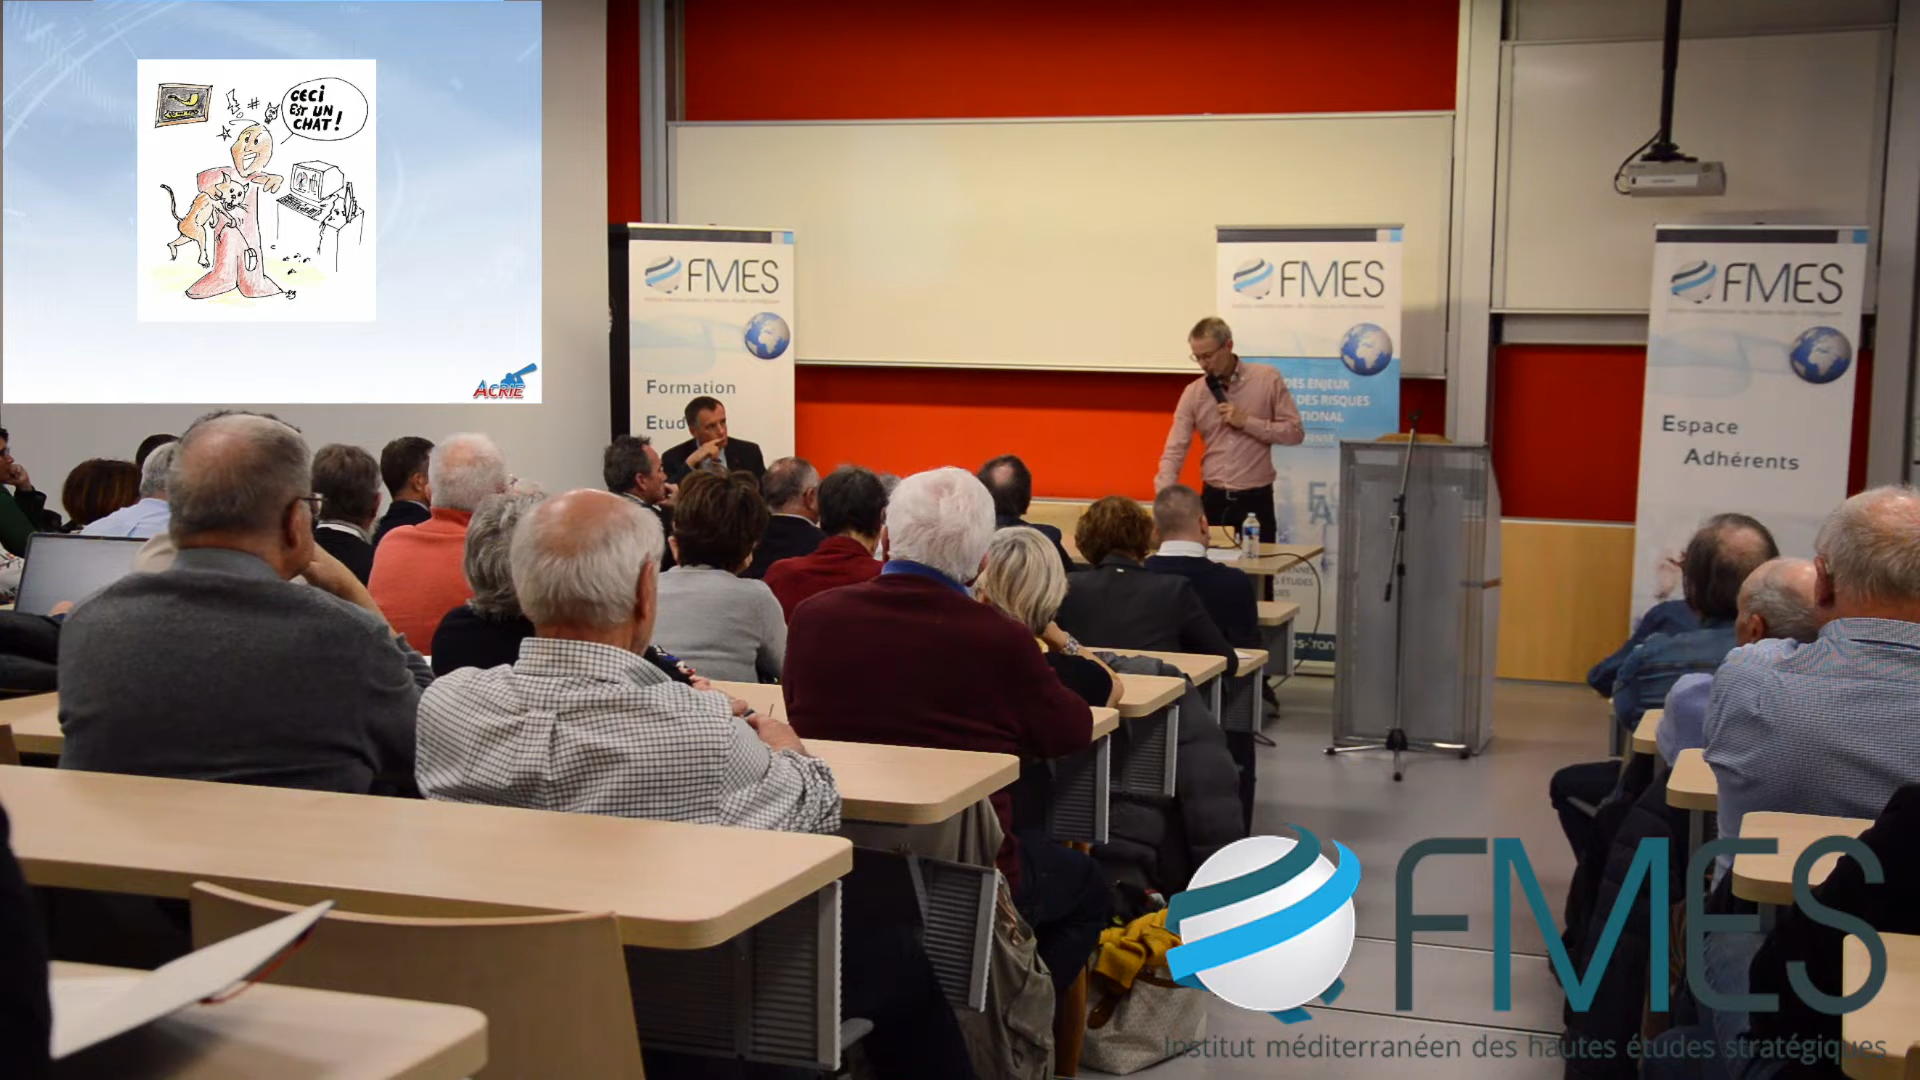 CECI
EST UN
CHAT !
ACRIE
FMES
Formation
Etud
FMES
DES ENJEUX
DES RISQUES
TIONAL
FMES
Espace
Adhérents
FMES
Institut méditerranéen des hautes études stratégiques